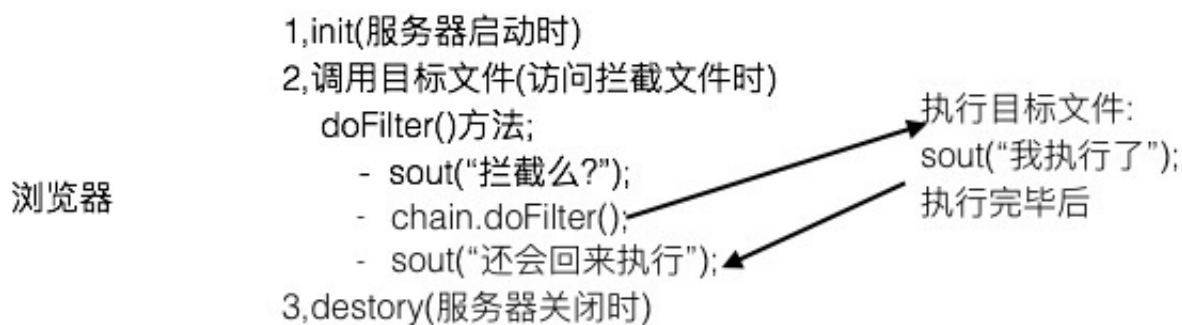 1,init(服务器启动时)
2,调用目标文件(访问拦截文件时)
doFilter()方法;
- sout(“拦截么?”);
- chain.doFilter();
- sout(“还会回来执行”);
3,destory(服务器关闭时)
浏览器
执行目标文件:
sout(“我执行了”);
执行完毕后